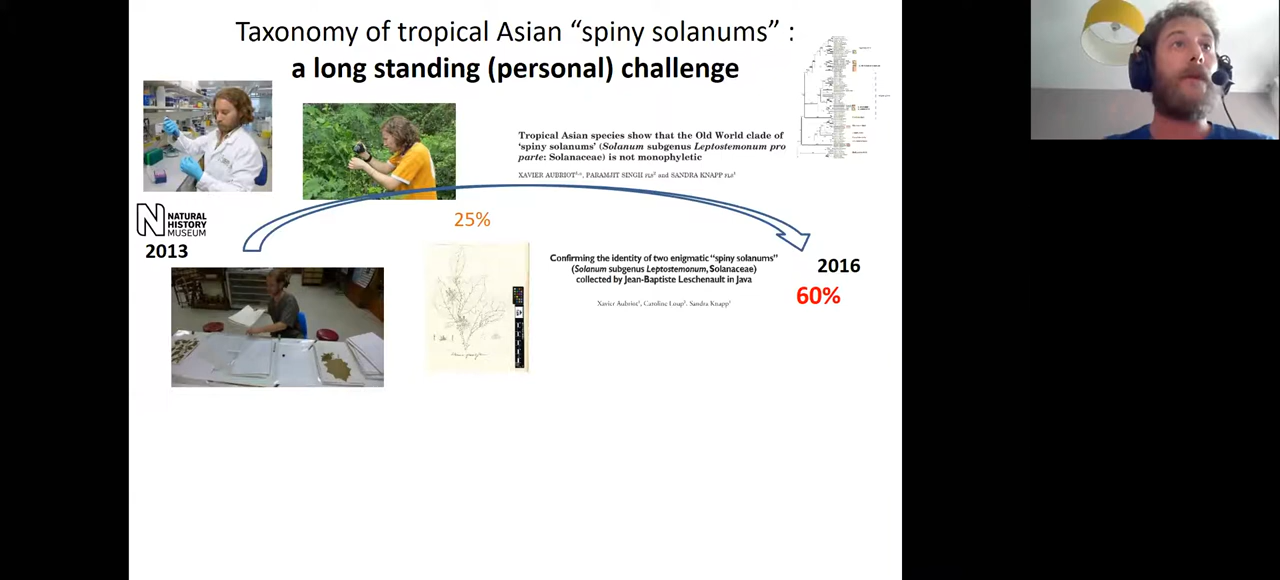 Taxonomy of tropical Asian “spiny solanums” :
a long standing (personal) challenge
Tropical Asian species show that the Old World clade of
‘spiny solanums’ (Solanum subgenus Leptostemonum pro
parte: Solanaceae) is not monophyletic
XAVIER AUBRIOT, PARAMJIT SINGH and SANDRA KNAPP
NATURAL
HISTORY
MUSEUM
2013
25%
Confirming the identity of two enigmatic “spiny solanums”
(Solanum subgenus Leptostemonum, Solanaceae)
collected by Jean-Baptiste Leschenault in Java
Xavier Aubriot, Caroline Loup, Sandra Knapp
2016
60%